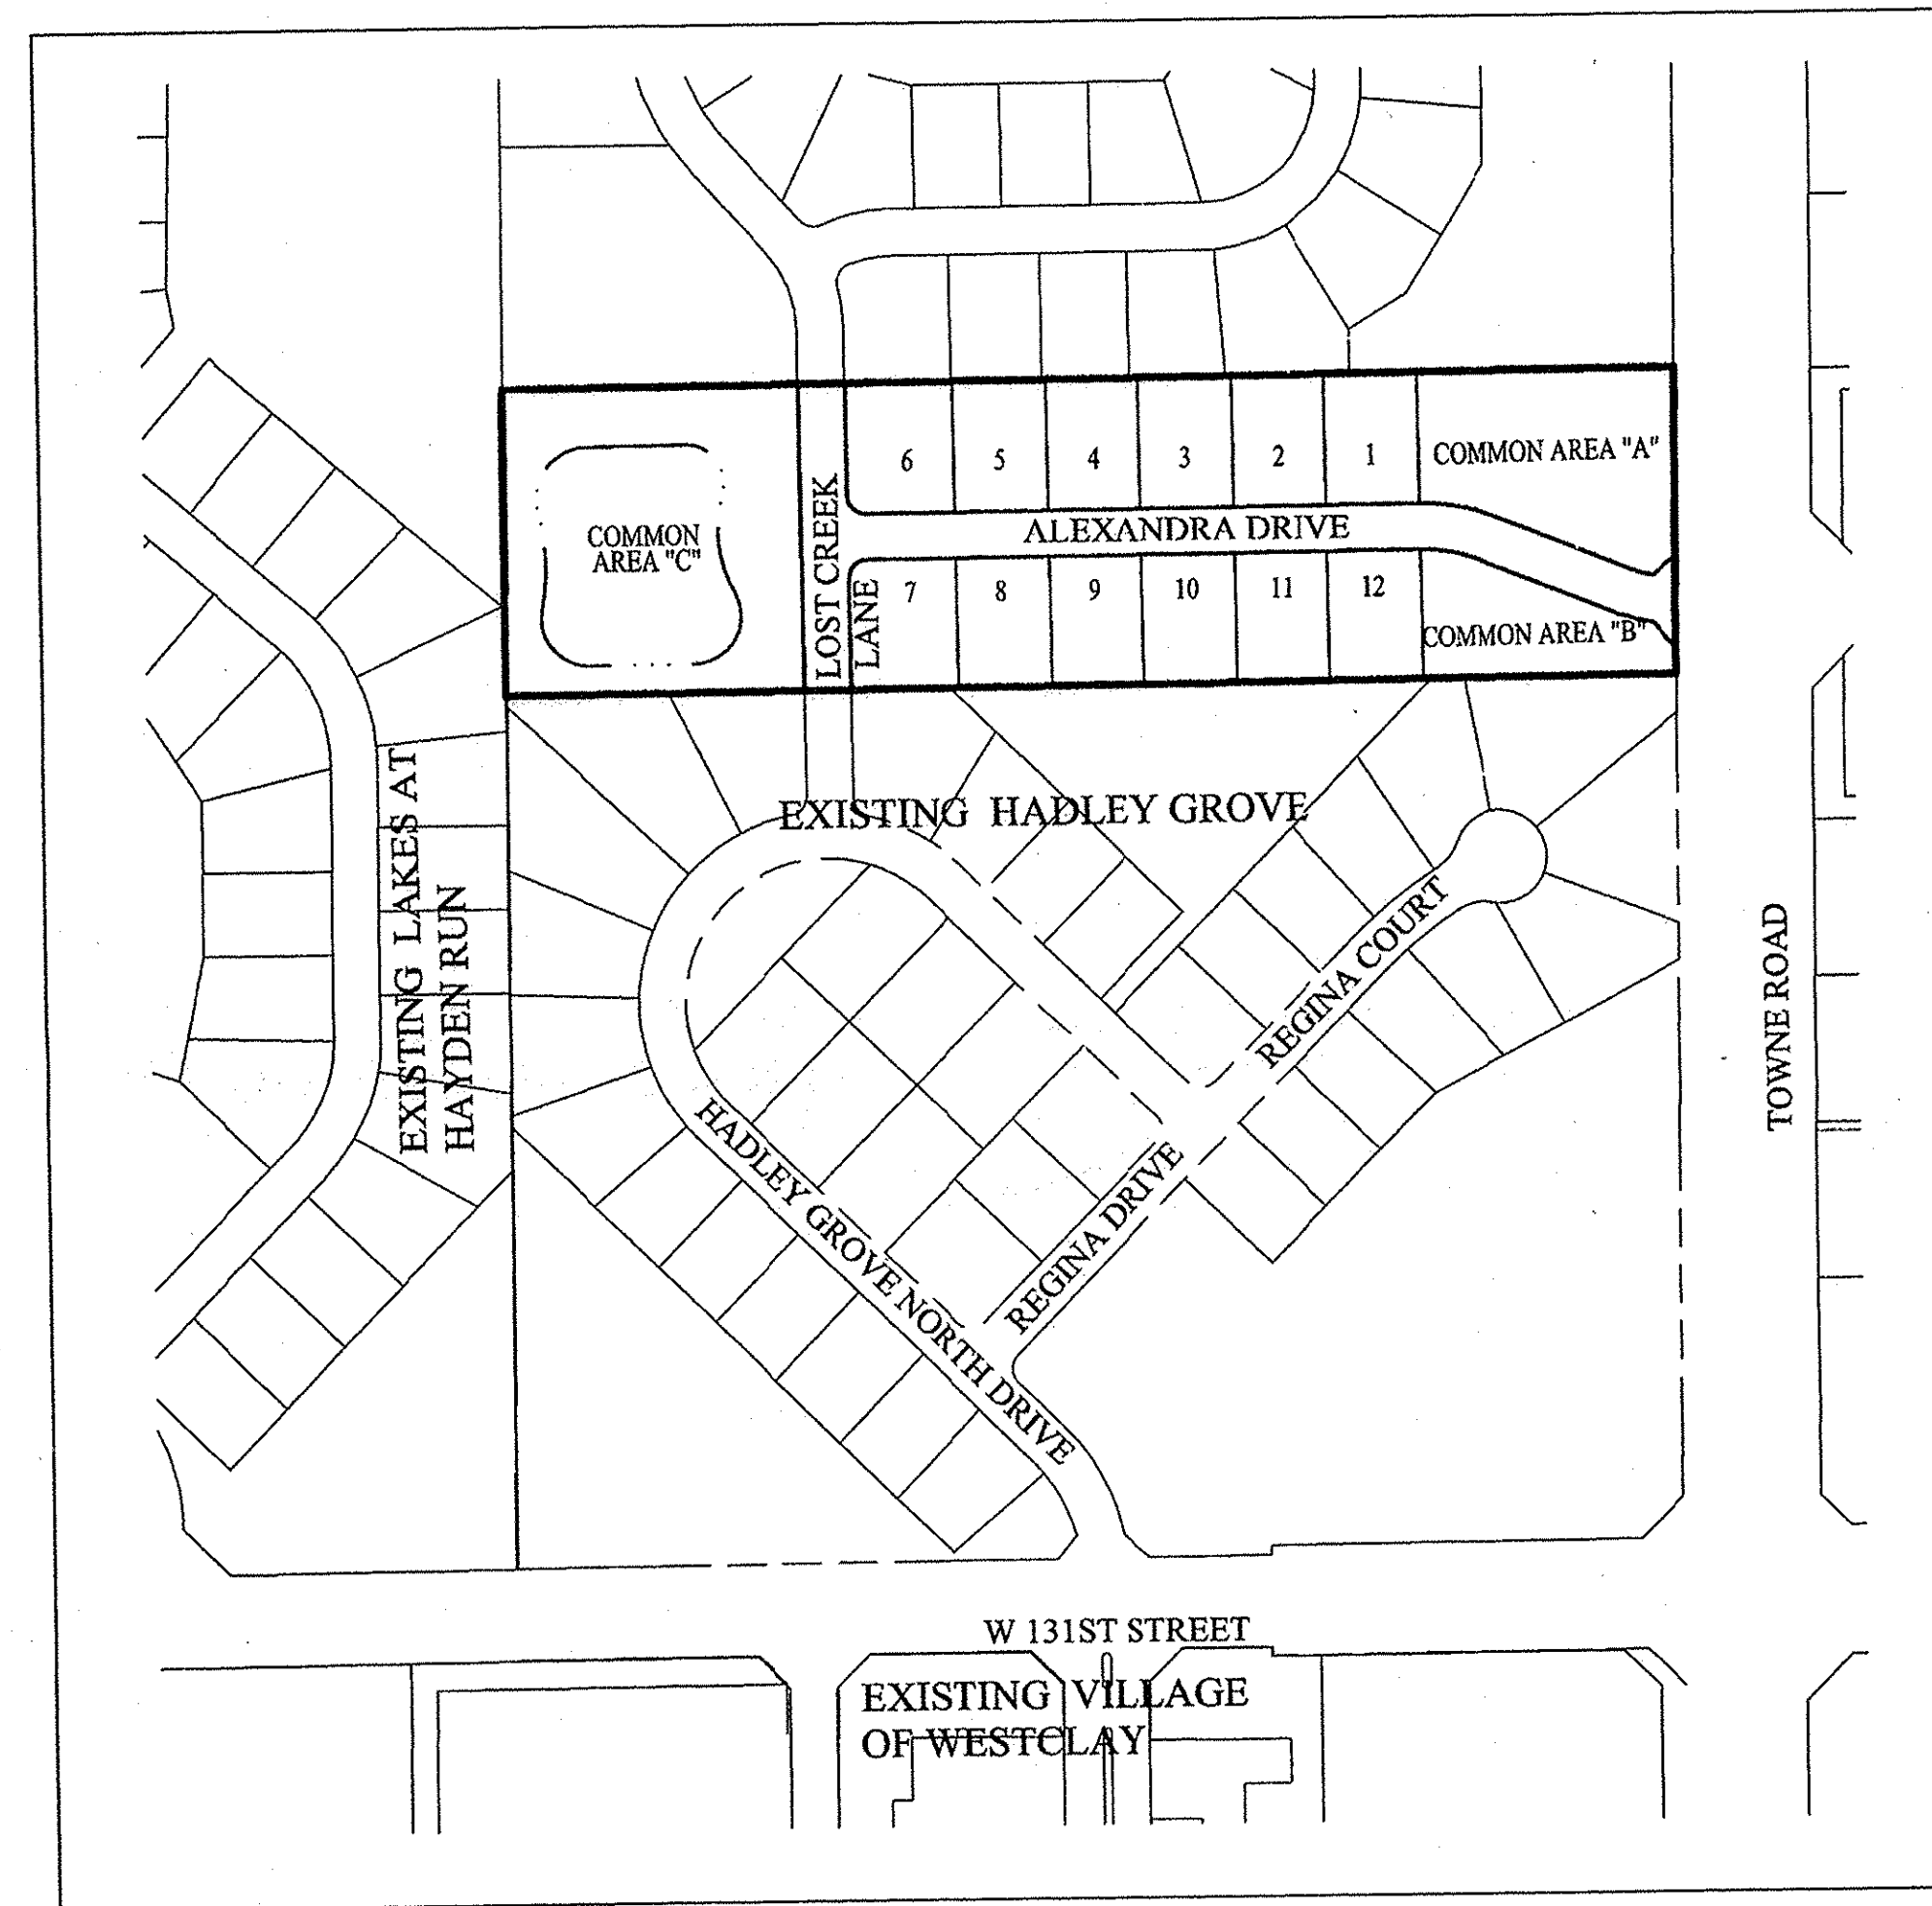 6 5 4 3 2 1 COMMON AREA "A"
COMMON
AREA "C"
LOST CREEK
LANE
ALEXANDRA DRIVE
7 8 9 10 11 12
COMMON AREA "B"
EXISTING HADLEY GROVE
EXISTING LAKES AT
HAYDEN RUN
REGINA COURT
TOWNE ROAD
HADLEY GROVE NORTH DRIVE
REGINA DRIVE
W 131ST STREET
EXISTING VILLAGE
OF WESTCLAY